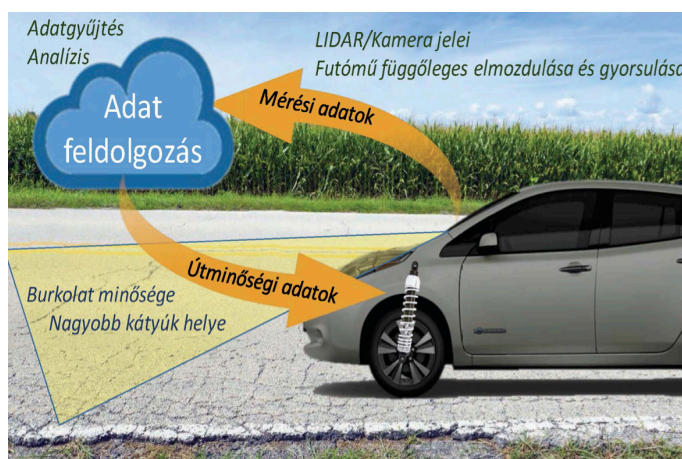 Adatgyűjtés
Analízis
LIDAR/Kamera jelei
Futómű függőleges elmozdulása és gyorsulása
Mérési adatok
Adat
feldolgozás
Útminőségi adatok
Burkolat minősége
Nagyobb kátyúk helye